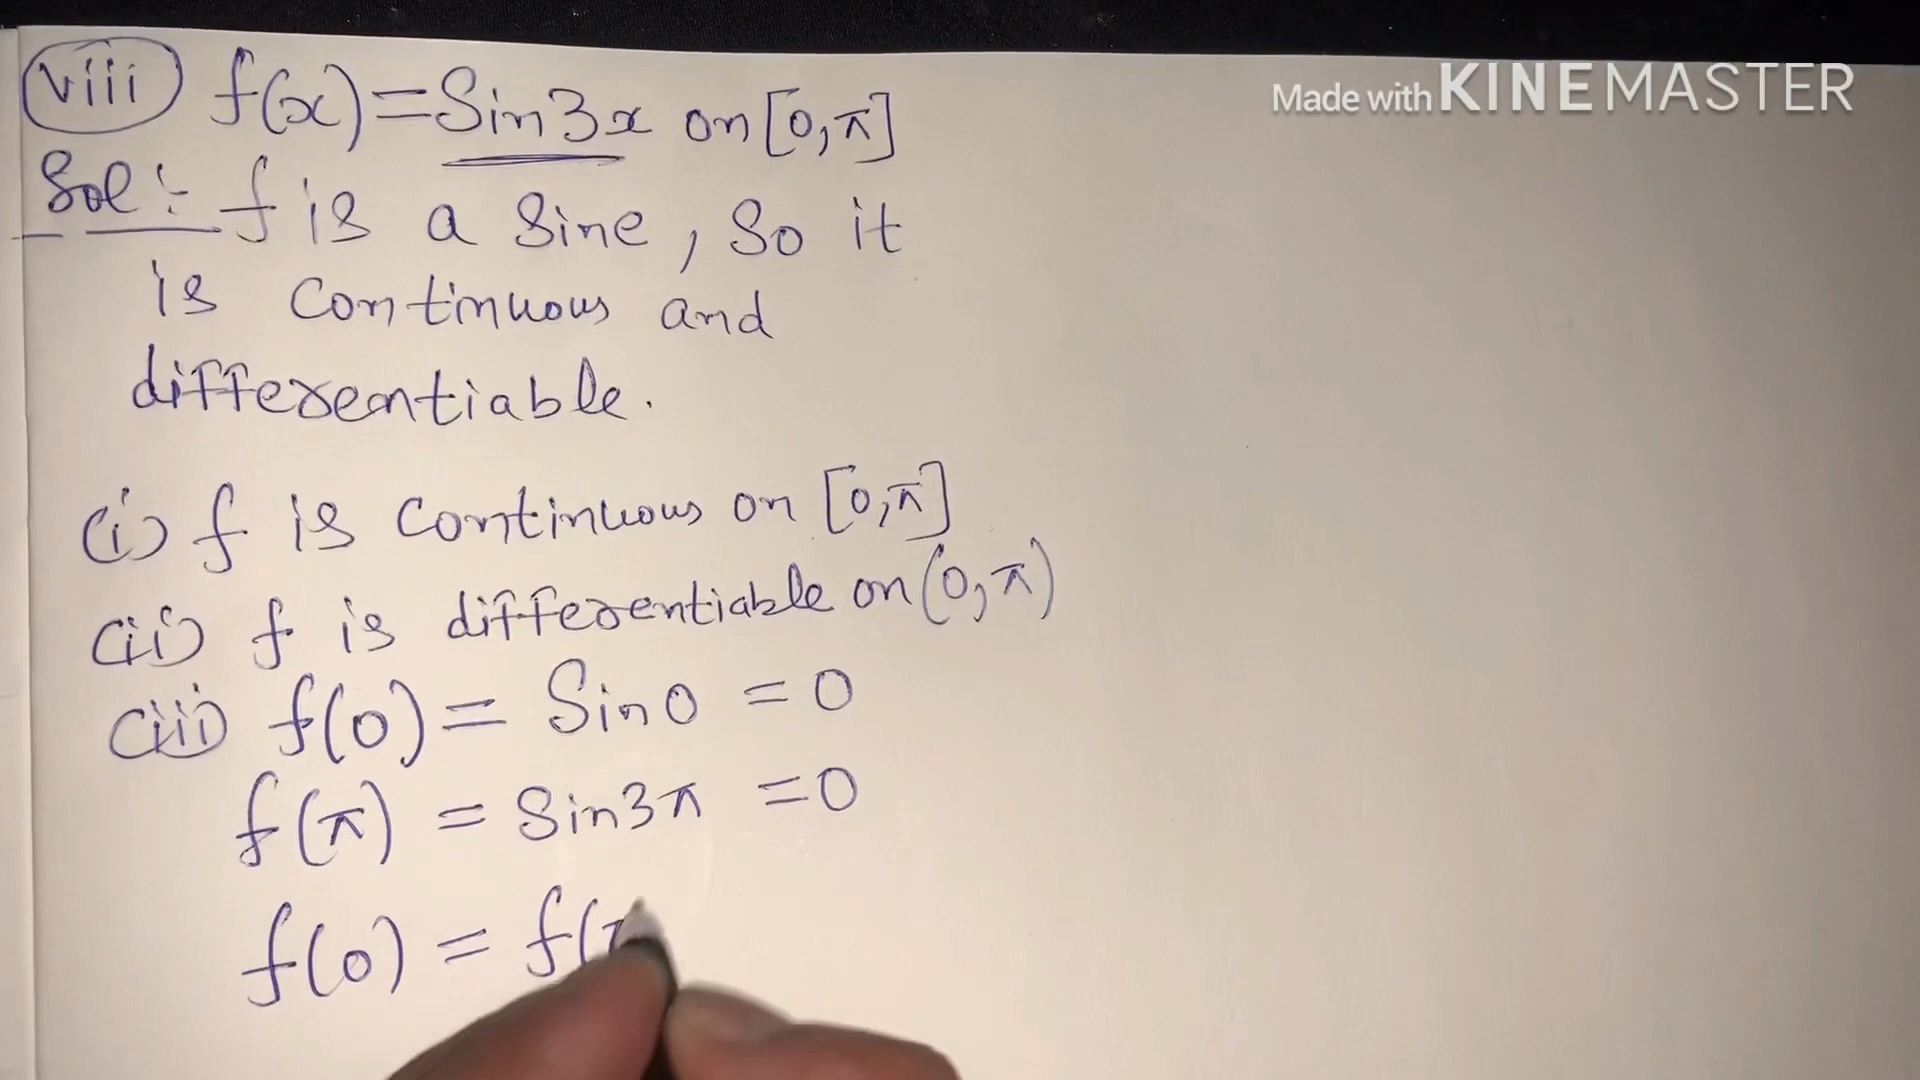 viii f(x)=Sin3x on [0,π]
Made with KINEMASTER
Sol:- f is a Sine, So it
is Continuous and
differentiable.
(i) f is continuous on [0,π]
(ii) f is differentiable on (0,π)
(iii) f(0) = Sin0 = 0
f(π) = Sin3π = 0
f(0) = f(π